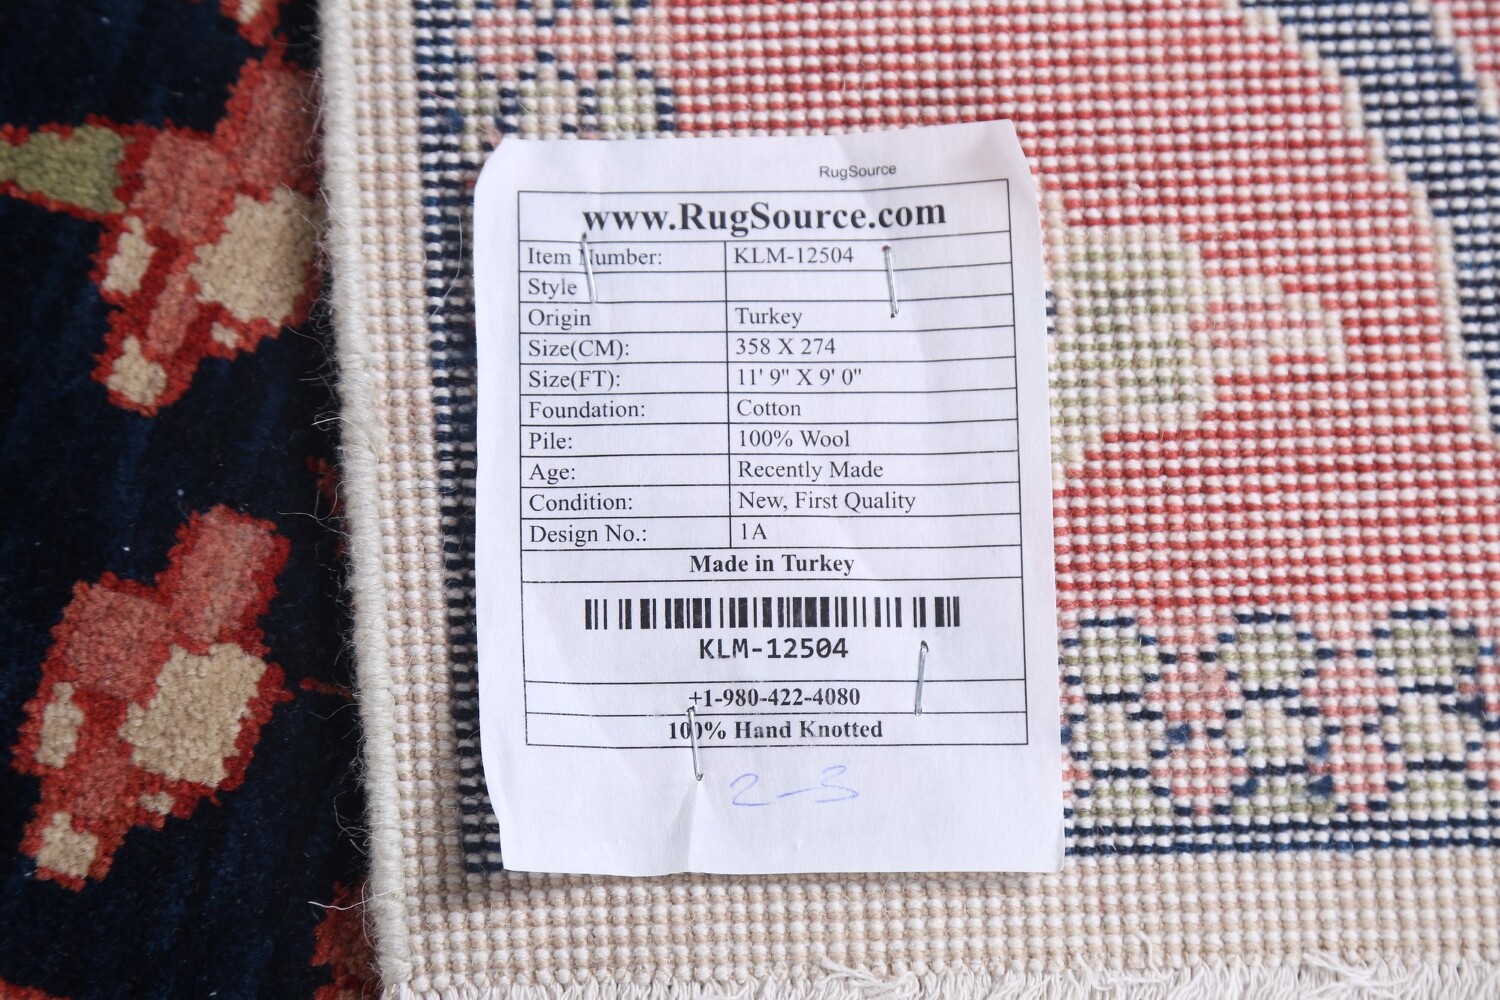 RugSource
www.RugSource.com
Item Number: KLM-12504
Style
Origin Turkey
Size(CM): 358 X 274
Size(FT): 11' 9" X 9' 0"
Foundation: Cotton
Pile: 100% Wool
Age: Recently Made
Condition: New, First Quality
Design No.: 1A
Made in Turkey
KLM-12504
+1-980-422-4080
100% Hand Knotted
2-3